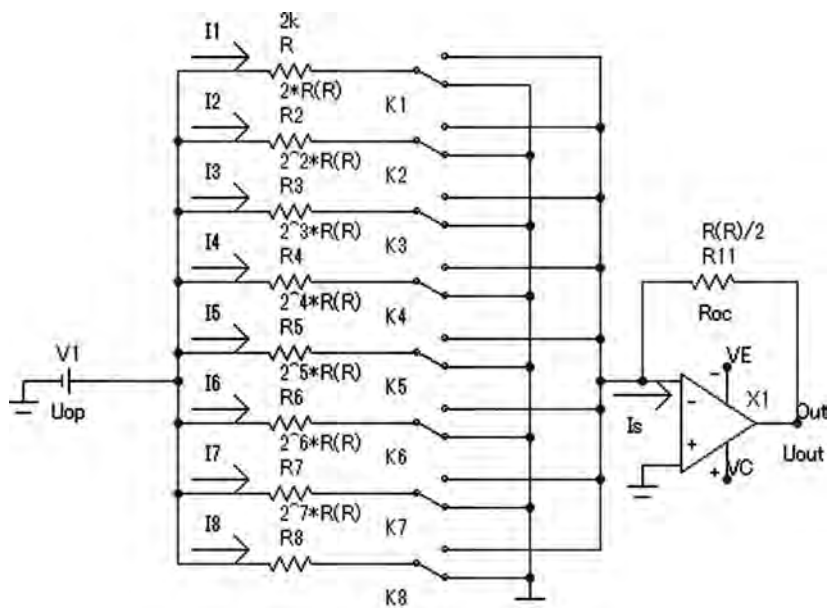 I1
2k
R
K1
I2
2*R(R)
R2
K2
I3
2^2*R(R)
R3
K3
I4
2^3*R(R)
R4
K4
I5
2^4*R(R)
R5
K5
I6
2^5*R(R)
R6
K6
I7
2^6*R(R)
R7
K7
I8
2^7*R(R)
R8
K8
V1
Uop
R(R)/2
R11
Roc
VE
-
X1
-
+
Is
Out
Uout
+
VC